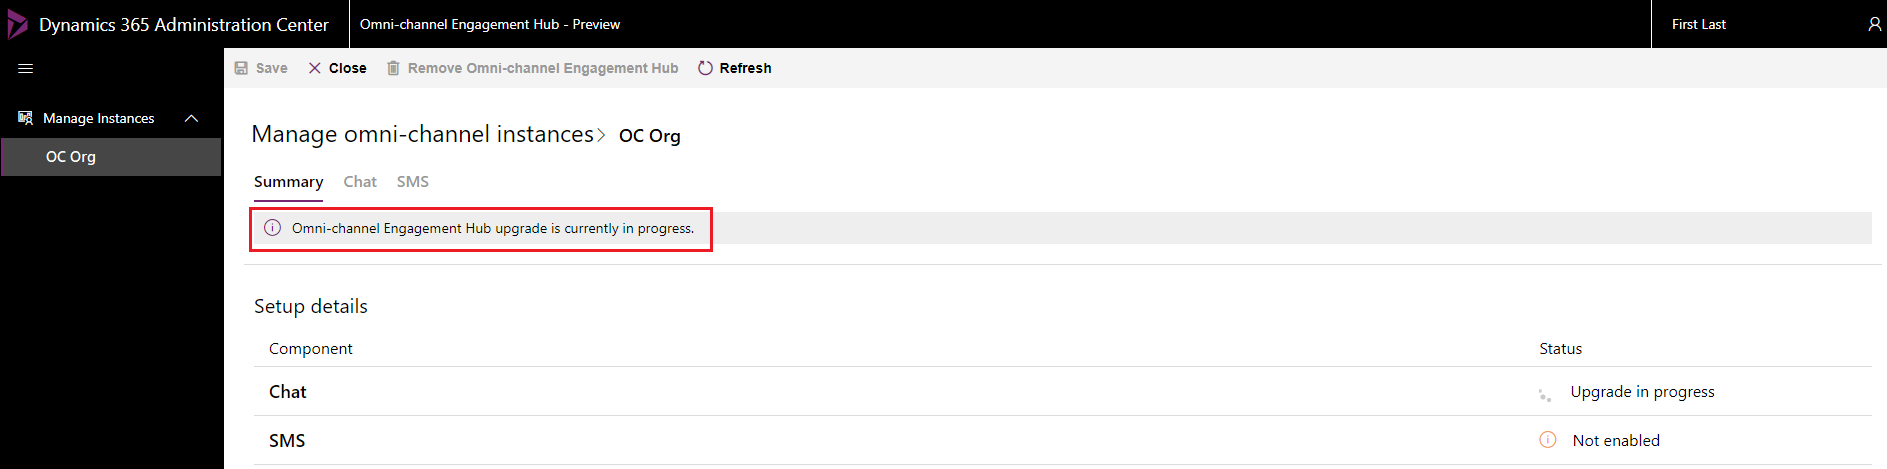 Dynamics 365 Administration Center
Omni-channel Engagement Hub - Preview
First Last
Save
Close
Remove Omni-channel Engagement Hub
Refresh
Manage Instances
OC Org
Manage omni-channel instances> OC Org
Summary
Chat
SMS
Omni-channel Engagement Hub upgrade is currently in progress.
Setup details
Component
Status
Chat
Upgrade in progress
SMS
Not enabled